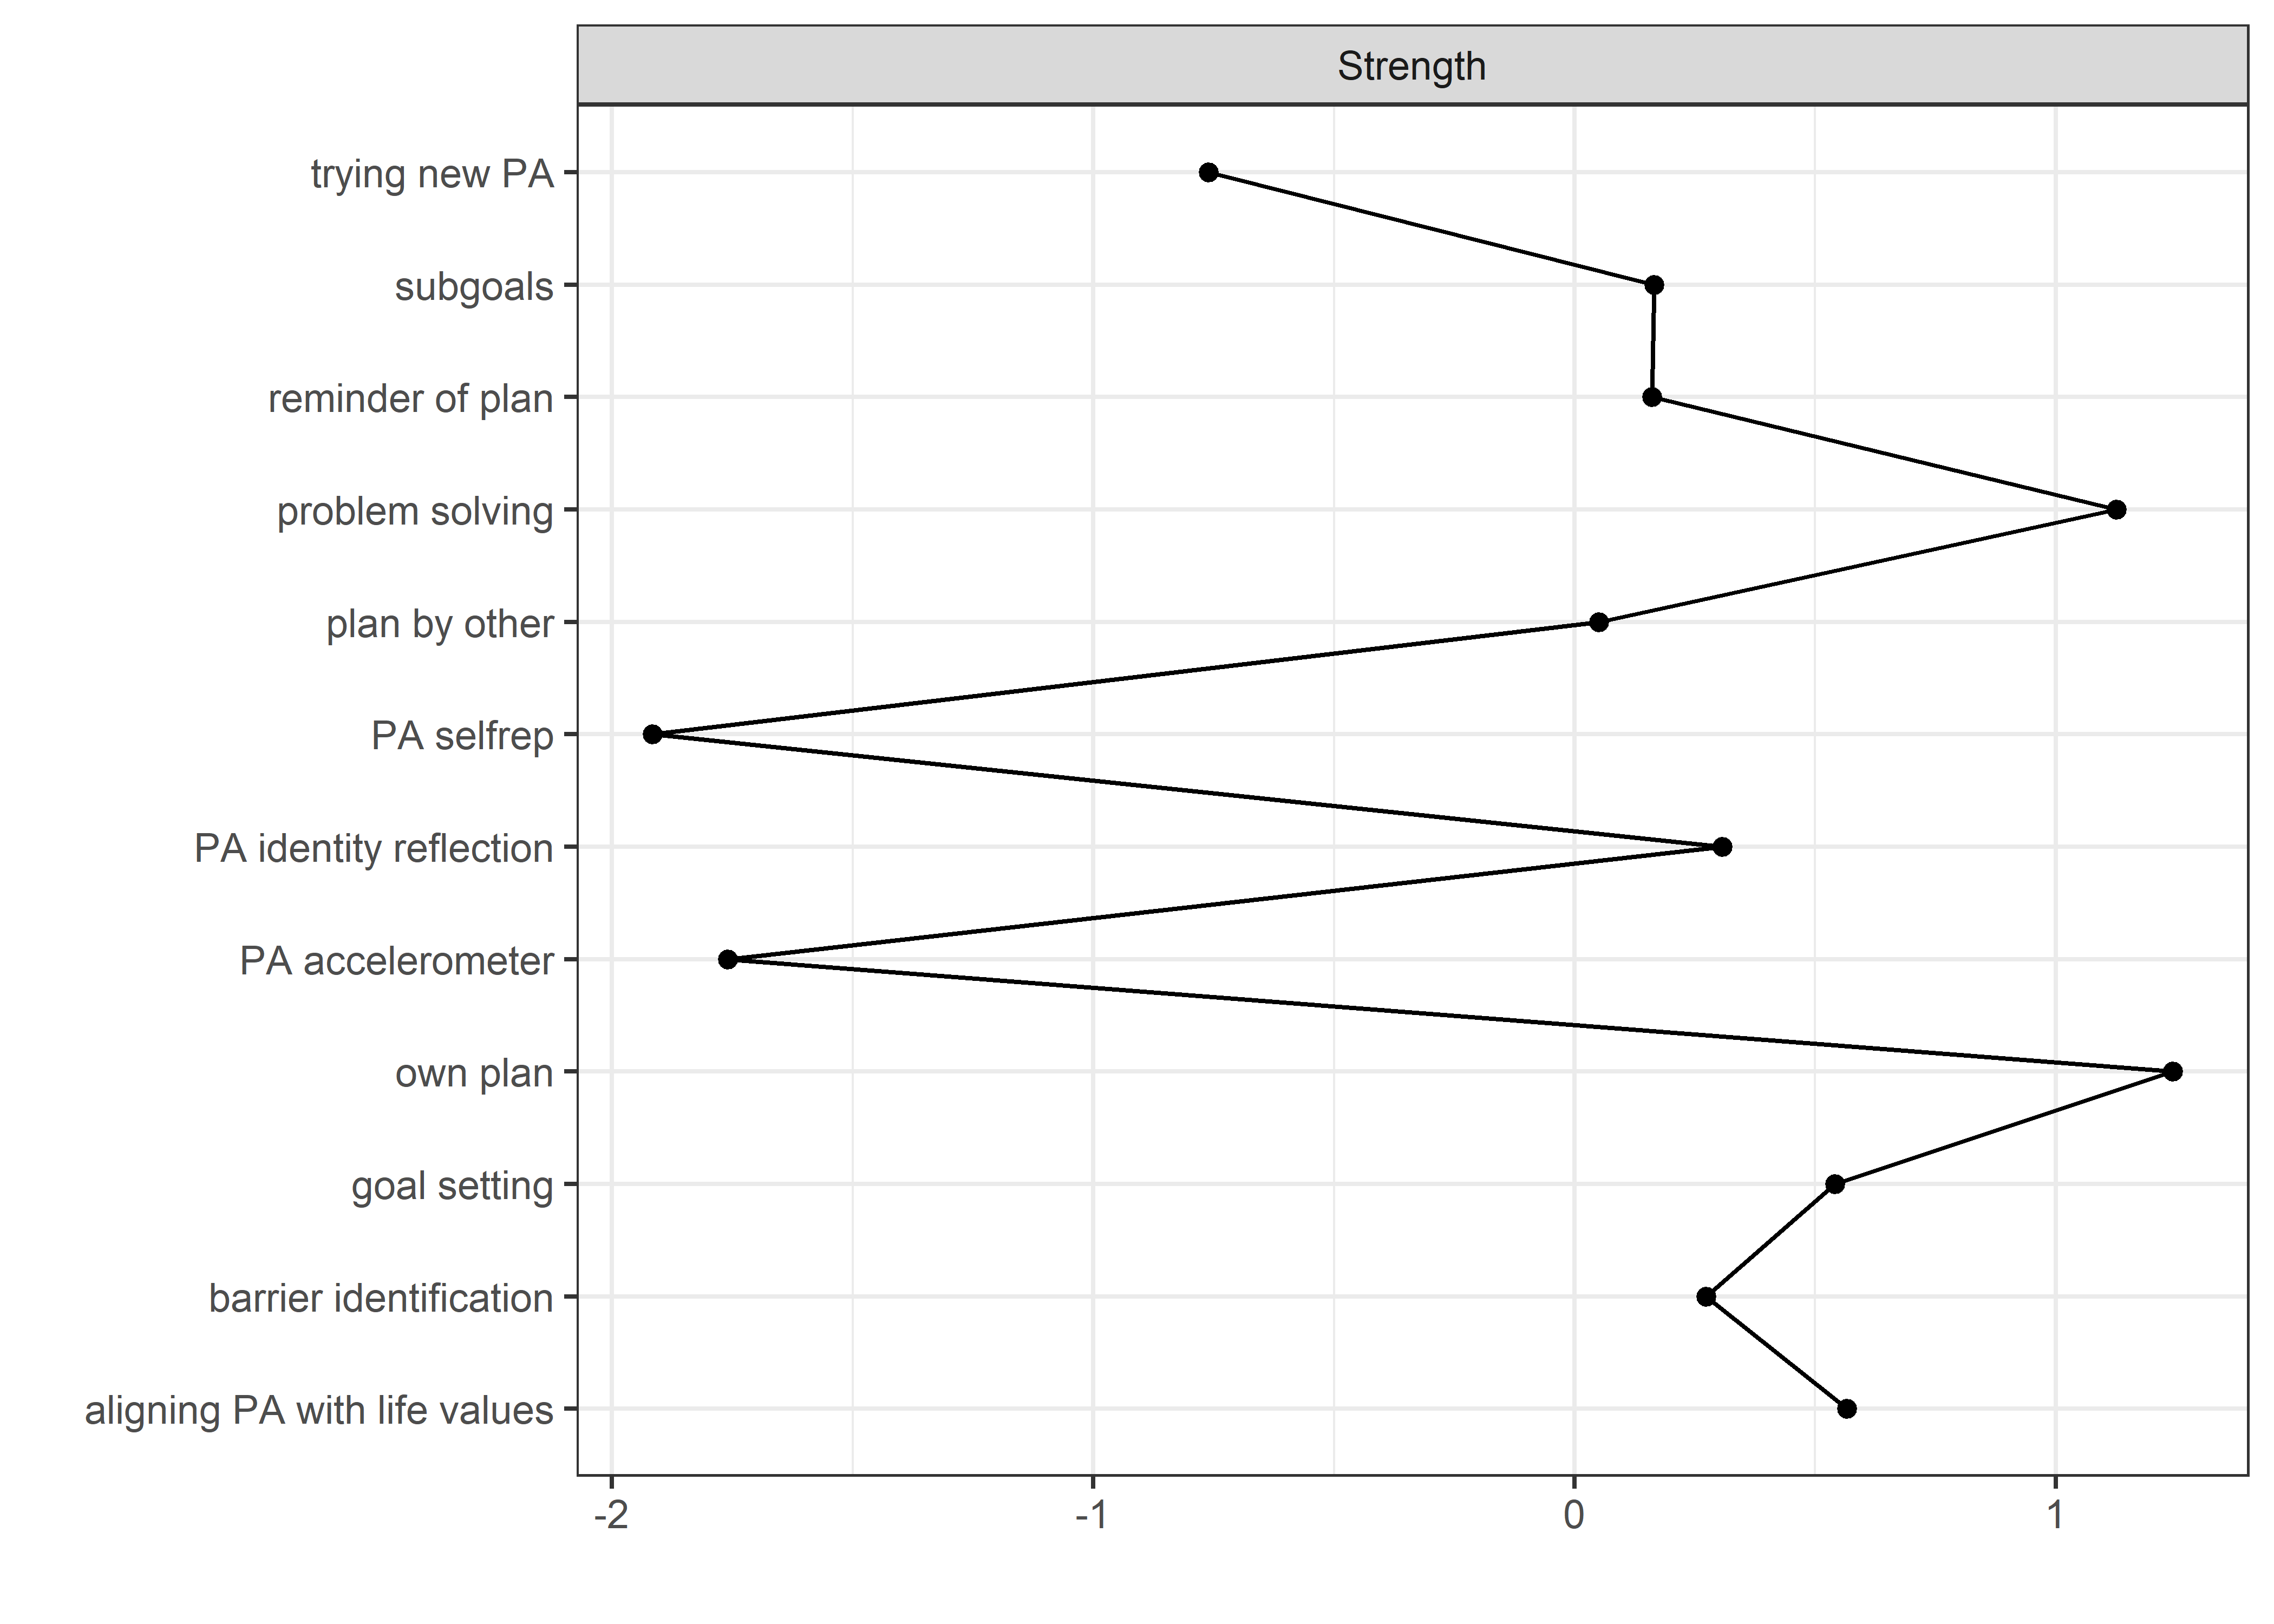 Strength
trying new PA
subgoals
reminder of plan
problem solving
plan by other
PA selfrep
PA identity reflection
PA accelerometer
own plan
goal setting
barrier identification
aligning PA with life values
-2 -1 0 1